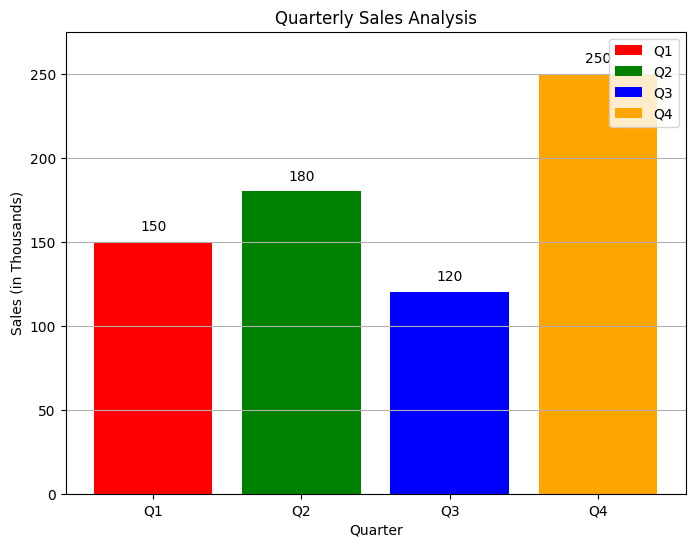 Quarterly Sales Analysis
Sales (in Thousands)
250
200
150
100
50
0
150
180
120
250
Q1
Q2
Q3
Q4
Q1
Q2
Q3
Q4
Quarter